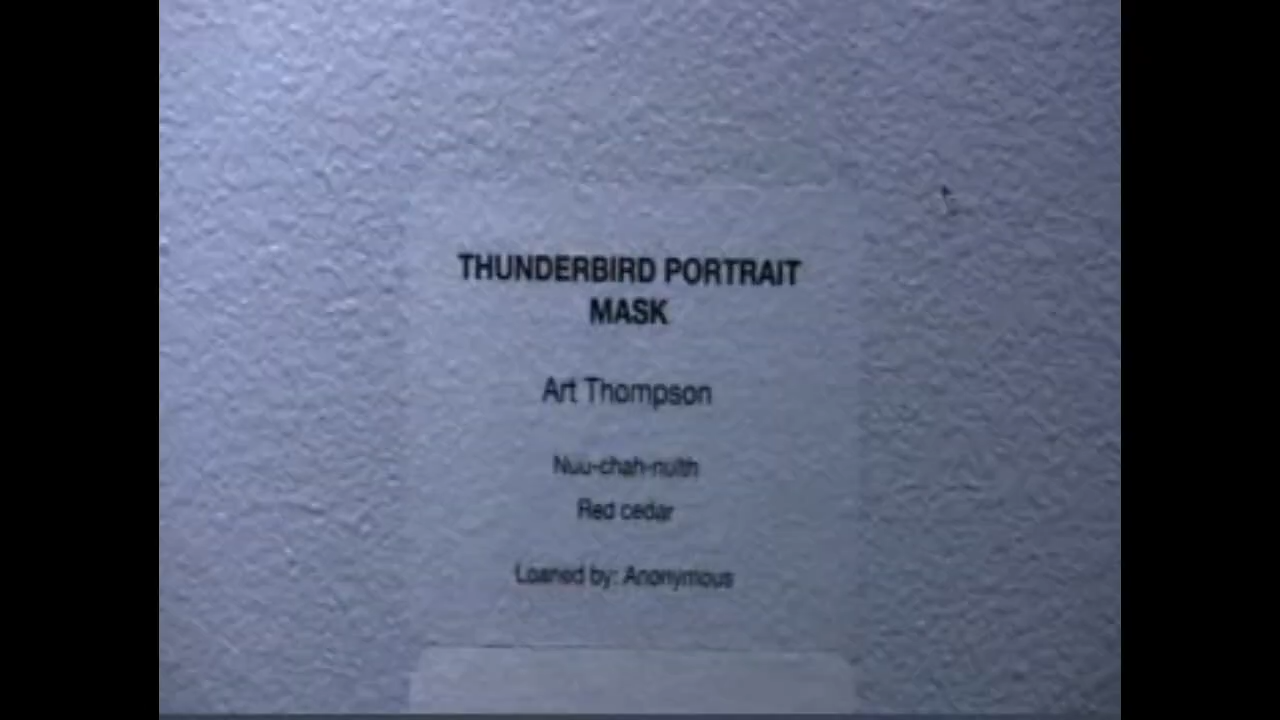 THUNDERBIRD PORTRAIT
MASK
Art Thompson
Nuu-chah-nulth
Red cedar
Loaned by: Anonymous